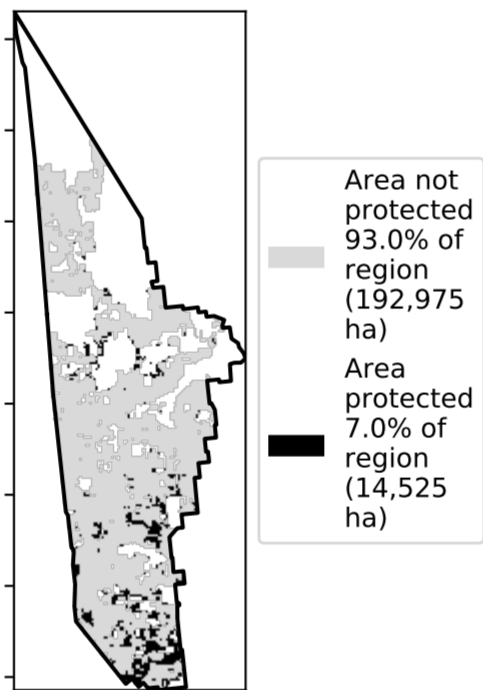 Area not
protected
93.0% of
region
(192,975
ha)
Area
protected
7.0% of
region
(14,525
ha)